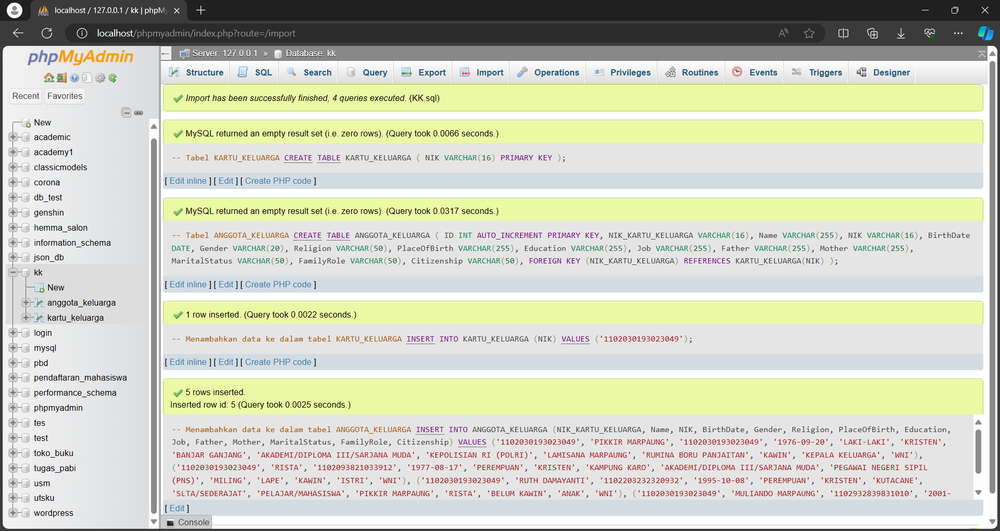 localhost / 127.0.0.1 / kk | phpM
localhost/phpmyadmin/index.php?route=/import
phpMyAdmin
Recent
Favorites
New
academic
academy1
classicmodels
corona
db_test
genshin
hemma_salon
information_schema
json_db
kk
New
anggota_keluarga
kartu_keluarga
login
mysql
pbd
pendaftaran_mahasiswa
performance_schema
phpmyadmin
tes
test
toko_buku
tugas_pabi
usm
utsku
wordpress
Server: 127.0.0.1 » Database: kk
Structure SQL Search Query Export Import Operations Privileges Routines Events Triggers Designer
Import has been successfully finished, 4 queries executed. (KK.sql)
MySQL returned an empty result set (i.e. zero rows). (Query took 0.0066 seconds.)
-- Tabel KARTU_KELUARGA CREATE TABLE KARTU_KELUARGA ( NIK VARCHAR(16) PRIMARY KEY );
[ Edit inline ] [ Edit ] [ Create PHP code ]
MySQL returned an empty result set (i.e. zero rows). (Query took 0.0317 seconds.)
-- Tabel ANGGOTA_KELUARGA CREATE TABLE ANGGOTA_KELUARGA ( ID INT AUTO_INCREMENT PRIMARY KEY, NIK_KARTU_KELUARGA VARCHAR(16), Name VARCHAR(255), NIK VARCHAR(16), BirthDate
DATE, Gender VARCHAR(20), Religion VARCHAR(50), PlaceOfBirth VARCHAR(255), Education VARCHAR(255), Job VARCHAR(255), Father VARCHAR(255), Mother VARCHAR(255),
MaritalStatus VARCHAR(50), FamilyRole VARCHAR(50), Citizenship VARCHAR(50), FOREIGN KEY (NIK_KARTU_KELUARGA) REFERENCES KARTU_KELUARGA(NIK) );
[ Edit inline ] [ Edit ] [ Create PHP code ]
1 row inserted. (Query took 0.0022 seconds.)
-- Menambahkan data ke dalam tabel KARTU_KELUARGA INSERT INTO KARTU_KELUARGA (NIK) VALUES ('1102030193023049');
[ Edit inline ] [ Edit ] [ Create PHP code ]
5 rows inserted.
Inserted row id: 5 (Query took 0.0025 seconds.)
-- Menambahkan data ke dalam tabel ANGGOTA_KELUARGA INSERT INTO ANGGOTA_KELUARGA (NIK_KARTU_KELUARGA, Name, NIK, BirthDate, Gender, Religion, PlaceOfBirth, Education,
Job, Father, Mother, MaritalStatus, FamilyRole, Citizenship) VALUES ('1102030193023049', 'PIKKIR MARPAUNG', '1102030193023049', '1976-09-20', 'LAKI-LAKI', 'KRISTEN',
'BANJAR GANJANG', 'AKADEMI/DIPLOMA III/SARJANA MUDA', 'KEPOLISIAN RI (POLRI)', 'LAMISANA MARPAUNG', 'RUMINA BORU PANJAITAN', 'KAWIN', 'KEPALA KELUARGA', 'WNI'),
('1102030193023049', 'RISTA', '1102093821033912', '1977-08-17', 'PEREMPUAN', 'KRISTEN', 'KAMPUNG KARO', 'AKADEMI/DIPLOMA III/SARJANA MUDA', 'PEGAWAI NEGERI SIPIL
(PNS)', 'MILING', 'LAPE', 'KAWIN', 'ISTRI', 'WNI'), ('1102030193023049', 'RUTH DAMAYANTI', '1102203232320932', '1995-10-08', 'PEREMPUAN', 'KRISTEN', 'KUTACANE',
'SLTA/SEDERAJAT', 'PELAJAR/MAHASISWA', 'PIKKIR MARPAUNG', 'RISTA', 'BELUM KAWIN', 'ANAK', 'WNI'), ('1102030193023049', 'MULIANDO MARPAUNG', '1102932839831010', '2001-
[ Edit ]
Console